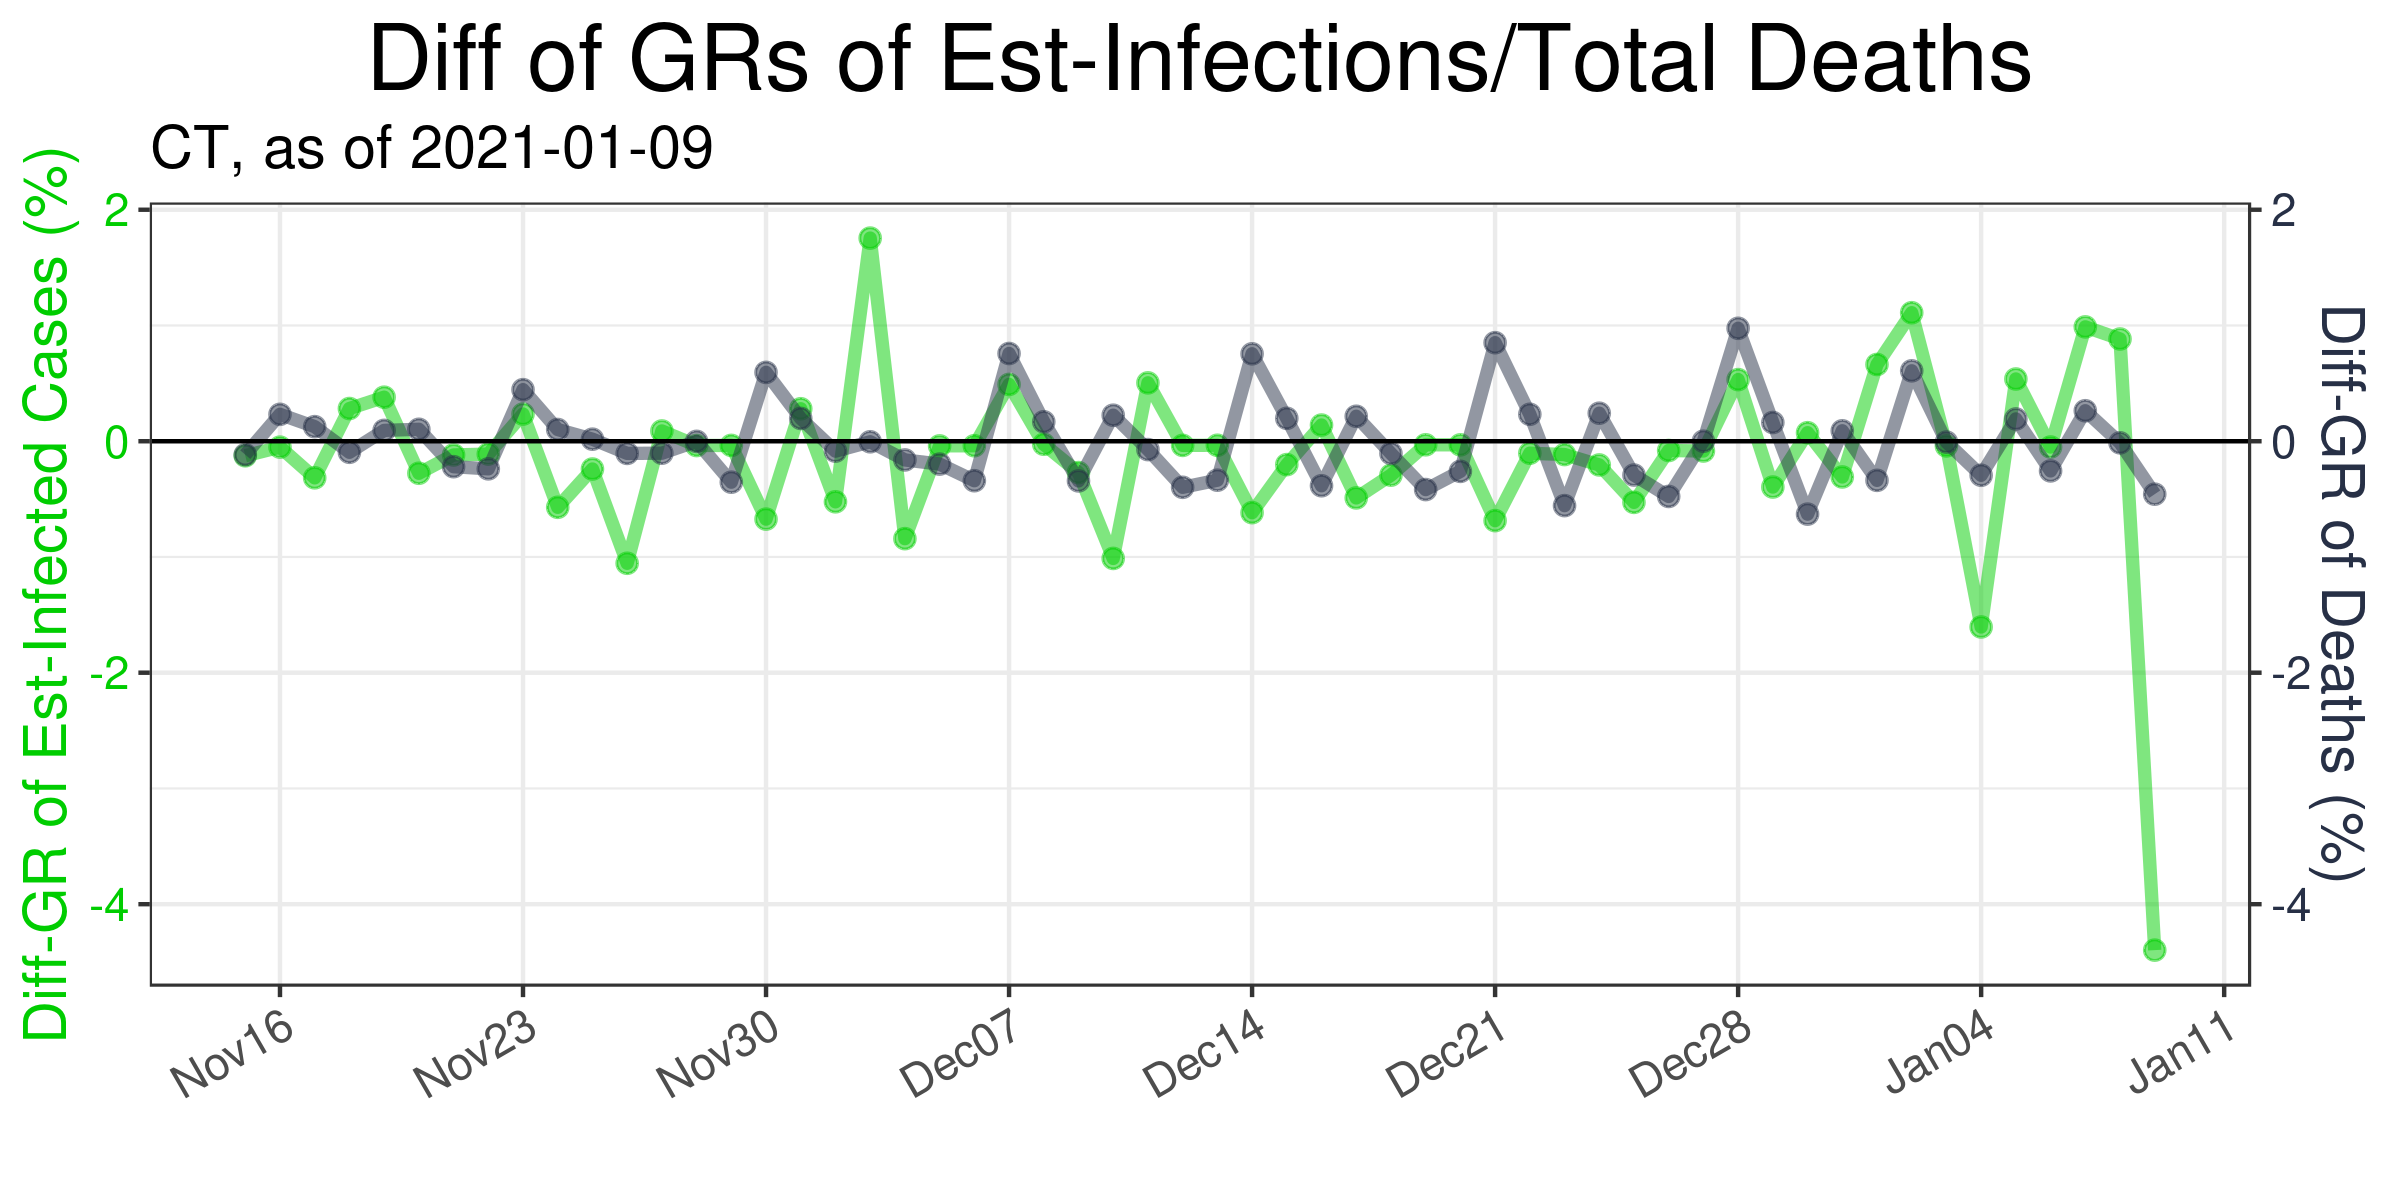 Diff of GRs of Est-Infections/Total Deaths
CT, as of 2021-01-09
Diff-GR of Est-Infected Cases (%)
2
0
-2
-4
2
0
-2
-4
Diff-GR of Deaths (%)
Nov16
Nov23
Nov30
Dec07
Dec14
Dec21
Dec28
Jan04
Jan11